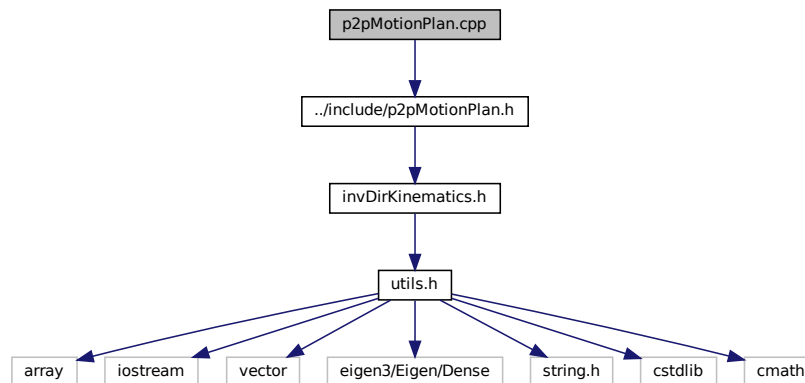 p2pMotionPlan.cpp
../include/p2pMotionPlan.h
invDirKinematics.h
utils.h
array
iostream
vector
eigen3/Eigen/Dense
string.h
cstdlib
cmath